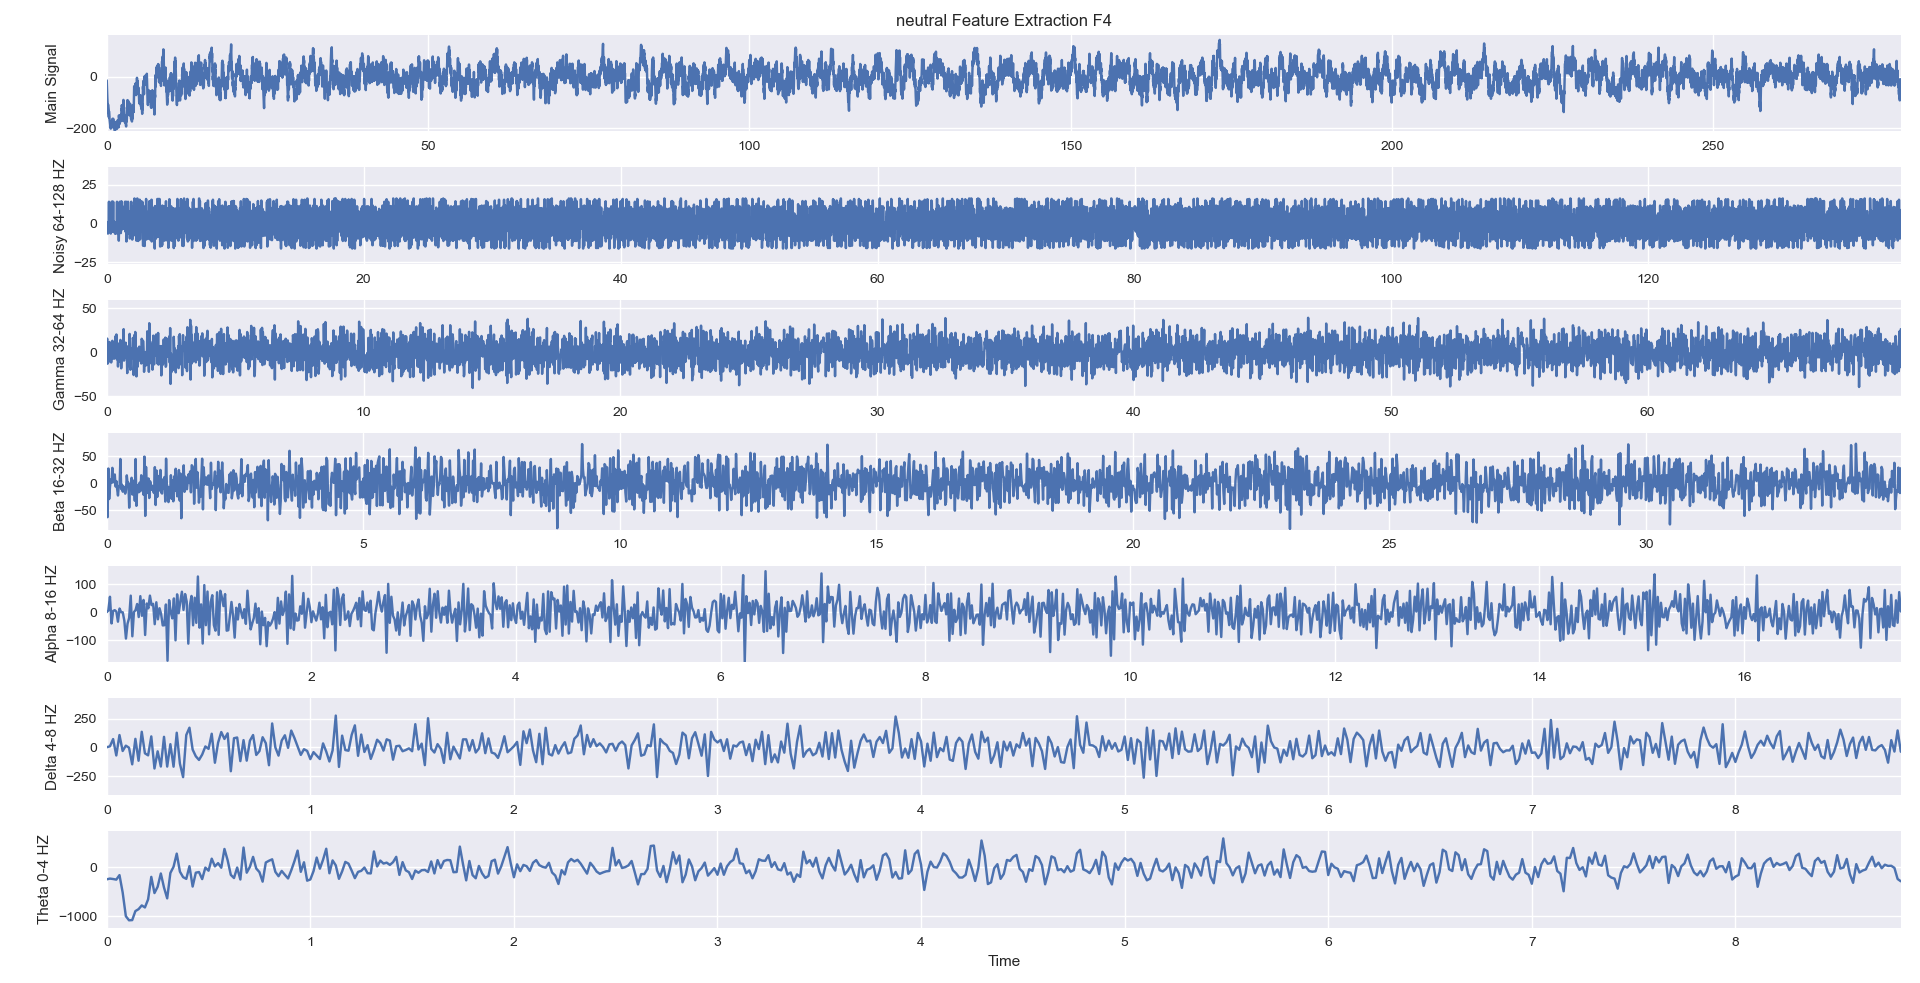 neutral Feature Extraction F4
Main Signal
0
−200
0 50 100 150 200 250
Noisy 64-128 HZ
25
0
−25
0 20 40 60 80 100 120
Gamma 32-64 HZ
50
0
−50
0 10 20 30 40 50 60
Beta 16-32 HZ
50
0
−50
0 5 10 15 20 25 30
Alpha 8-16 HZ
100
0
−100
0 2 4 6 8 10 12 14 16
Delta 4-8 HZ
250
0
−250
0 1 2 3 4 5 6 7 8
Theta 0-4 HZ
0
−1000
0 1 2 3 4 5 6 7 8
Time